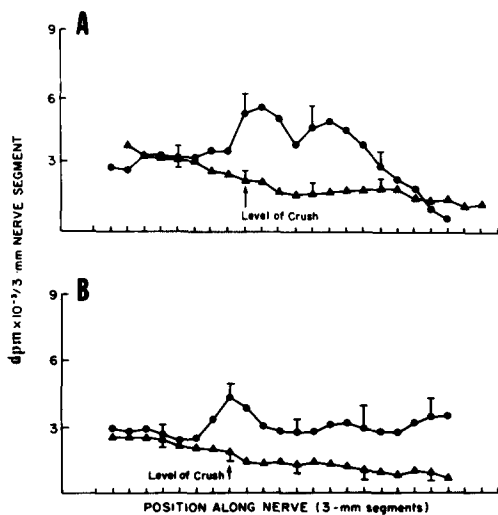 A
9
6
3
Level of Crush
B
9
6
3
Level of Crush
dpm × 10⁻³/3-mm NERVE SEGMENT
POSITION ALONG NERVE (3-mm segments)